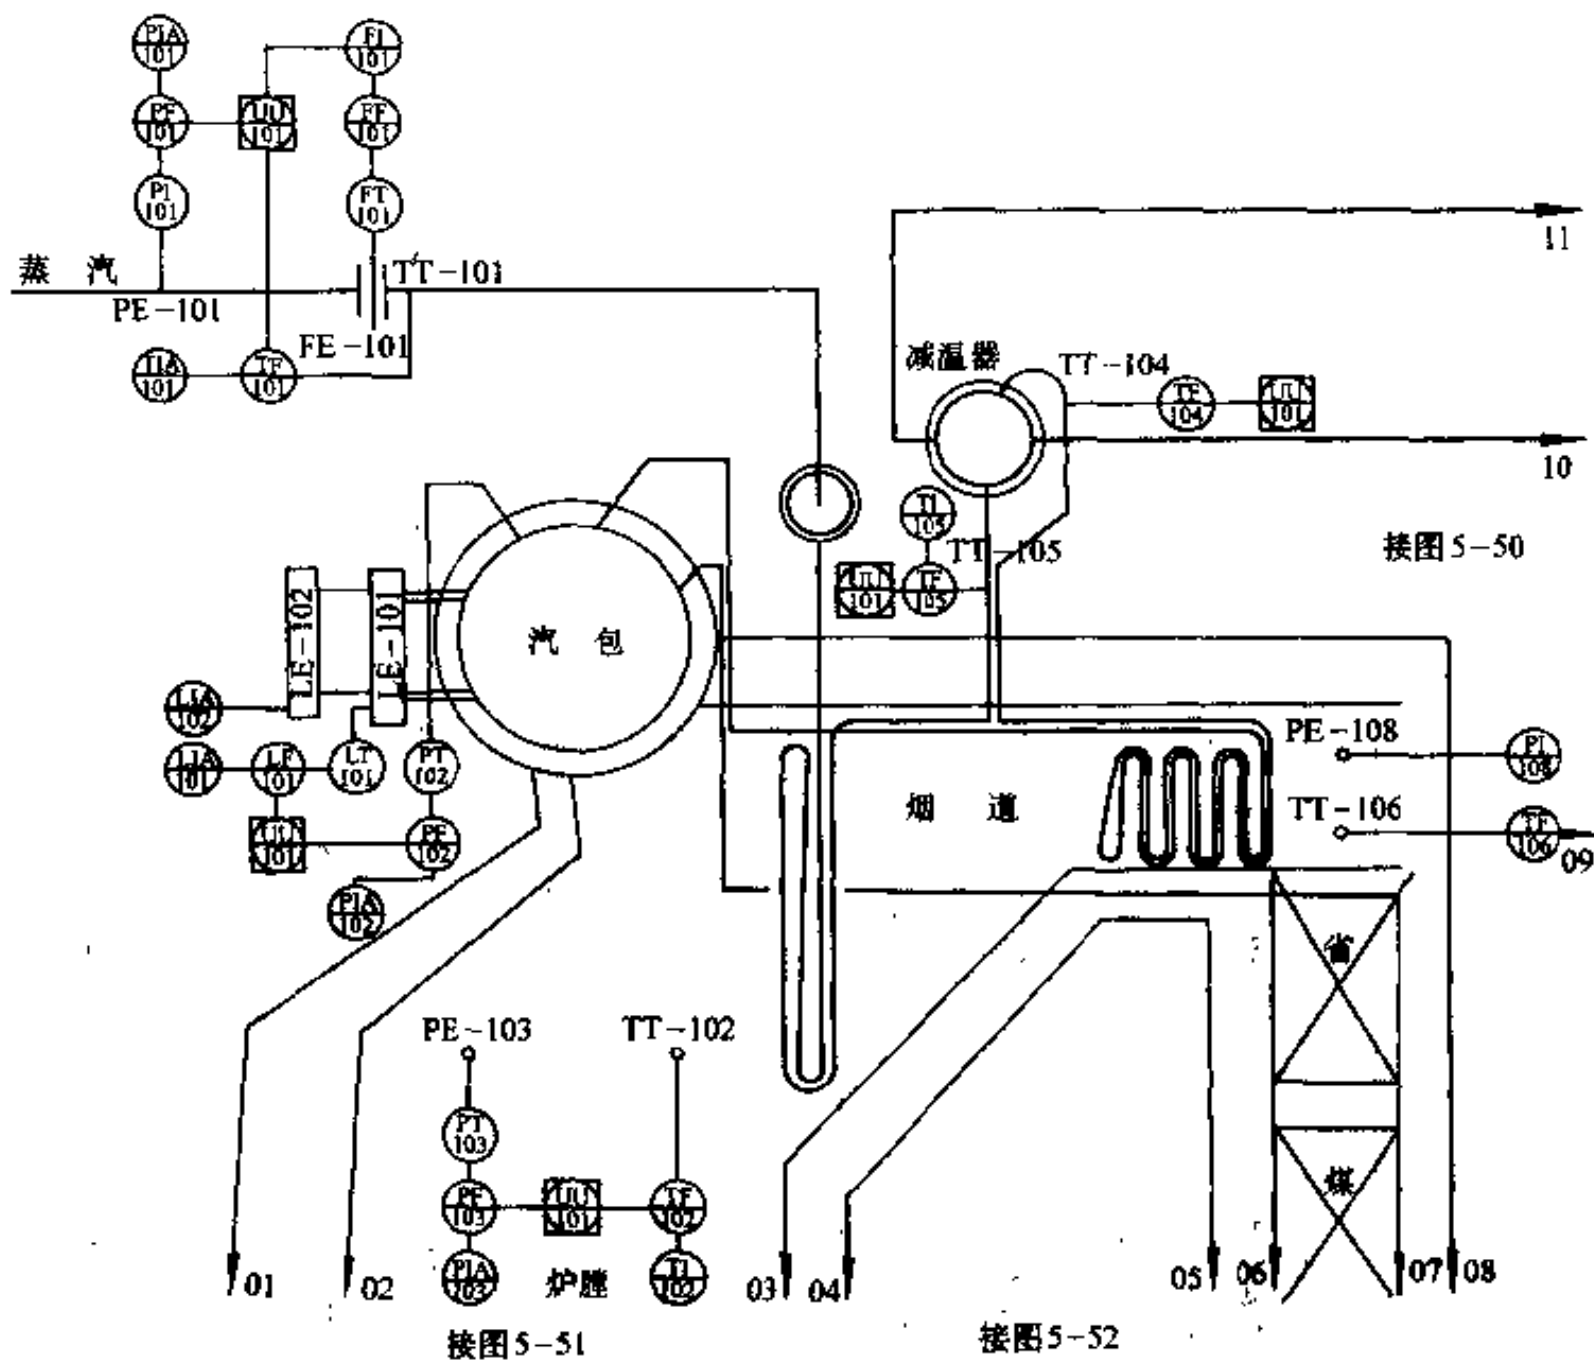 PIA
101
FI
101
PF
101
UU
101
FF
101
PI
101
FT
101
蒸 汽
TT-101
PE-101
FE-101
TIA
101
TF
101
11
减温器
TT-104
TF
104
UU
101
10
TI
105
TT-105
接图5-50
UU
101
TF
105
LE-102
LE-101
汽 包
LIA
102
LIA
101
LF
101
LT
101
PT
102
PE-108
PI
108
烟 道
TT-106
TF
106
09
UU
101
PF
102
PIA
102
省
PE-103
TT-102
PT
103
煤
PF
103
UU
101
TF
102
PIA
103
炉膛
TI
102
01
02
03
04
05
06
07
08
接图5-51
接图5-52